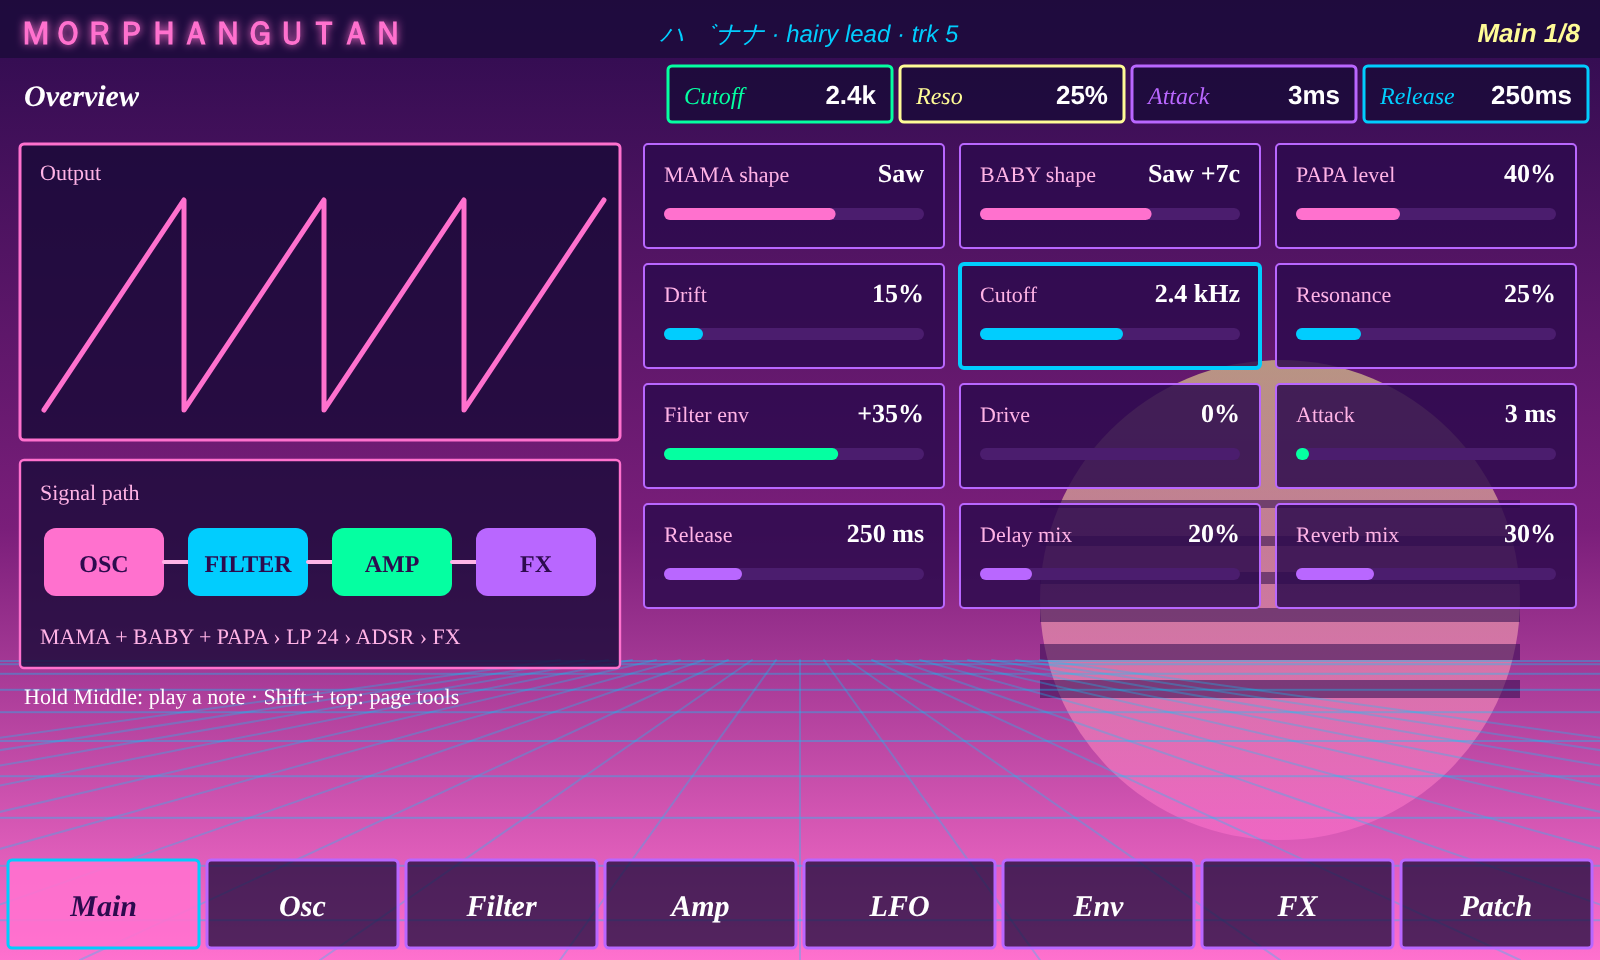 MORPHANGUTAN
バナナ · hairy lead · trk 5
Main 1/8
Overview
Cutoff 2.4k
Reso 25%
Attack 3ms
Release 250ms
Output
MAMA shape Saw
BABY shape Saw +7c
PAPA level 40%
Drift 15%
Cutoff 2.4 kHz
Resonance 25%
Filter env +35%
Drive 0%
Attack 3 ms
Signal path
OSC
FILTER
AMP
FX
MAMA + BABY + PAPA › LP 24 › ADSR › FX
Release 250 ms
Delay mix 20%
Reverb mix 30%
Hold Middle: play a note · Shift + top: page tools
Main
Osc
Filter
Amp
LFO
Env
FX
Patch